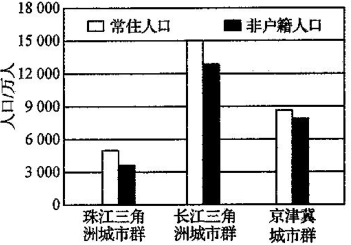 18 000
15 000
12 000
9 000
6 000
3 000
0
人口/万人
常住人口
非户籍人口
珠江三角
洲城市群
长江三角
洲城市群
京津冀
城市群